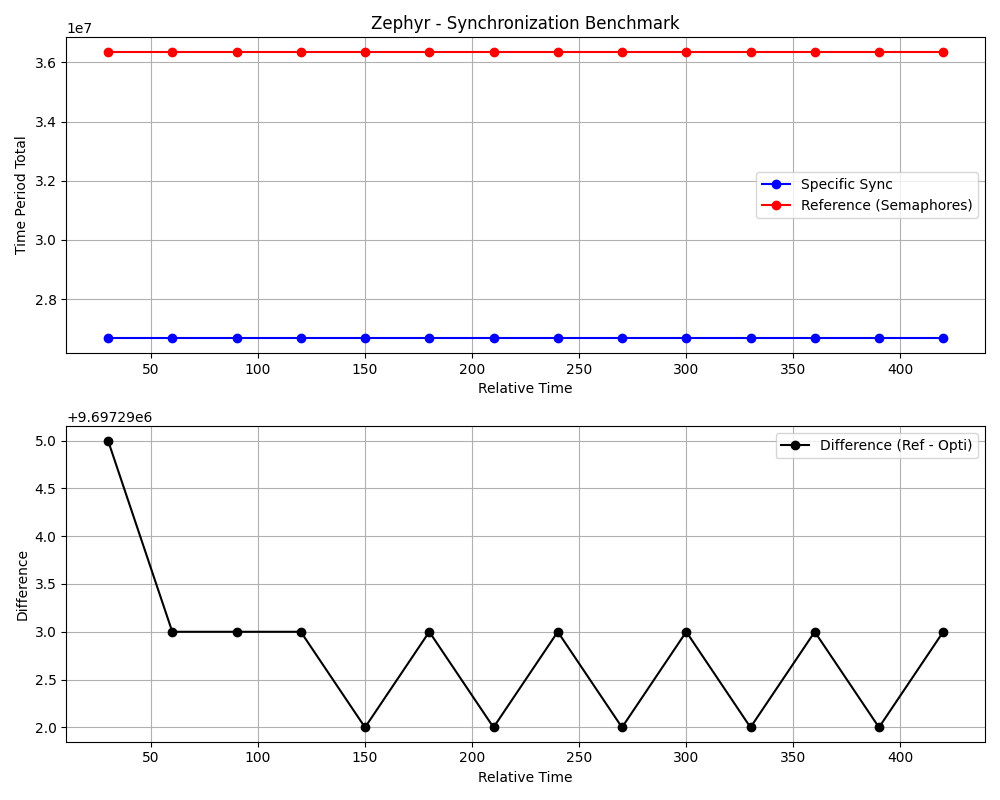 Zephyr - Synchronization Benchmark
1e7
3.6
3.4
3.2
3.0
2.8
Time Period Total
Specific Sync
Reference (Semaphores)
50 100 150 200 250 300 350 400
Relative Time
+9.69729e6
5.0
4.5
4.0
3.5
3.0
2.5
2.0
Difference
Difference (Ref - Opti)
50 100 150 200 250 300 350 400
Relative Time